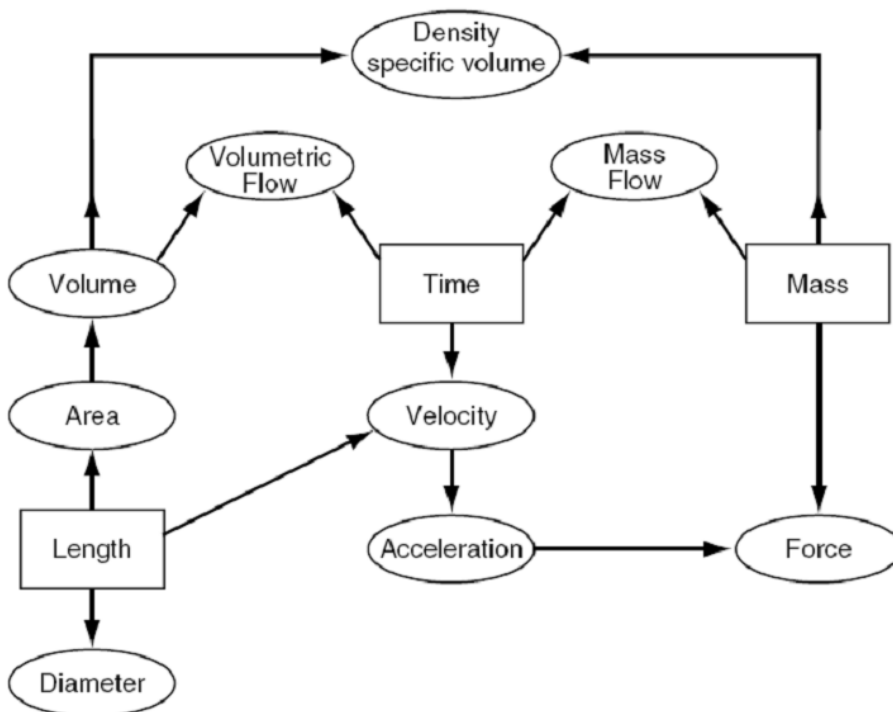 Density
specific volume
Volumetric
Flow
Mass
Flow
Volume
Time
Mass
Area
Velocity
Length
Acceleration
Force
Diameter